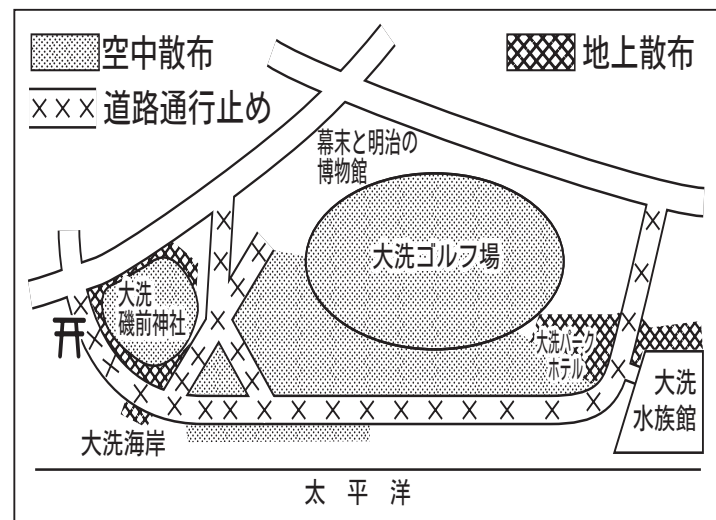 空中散布
地上散布
道路通行止め
幕末と明治の
博物館
大洗ゴルフ場
大洗
磯前神社
大洗パーク
ホテル
大洗
水族館
大洗海岸
太平洋